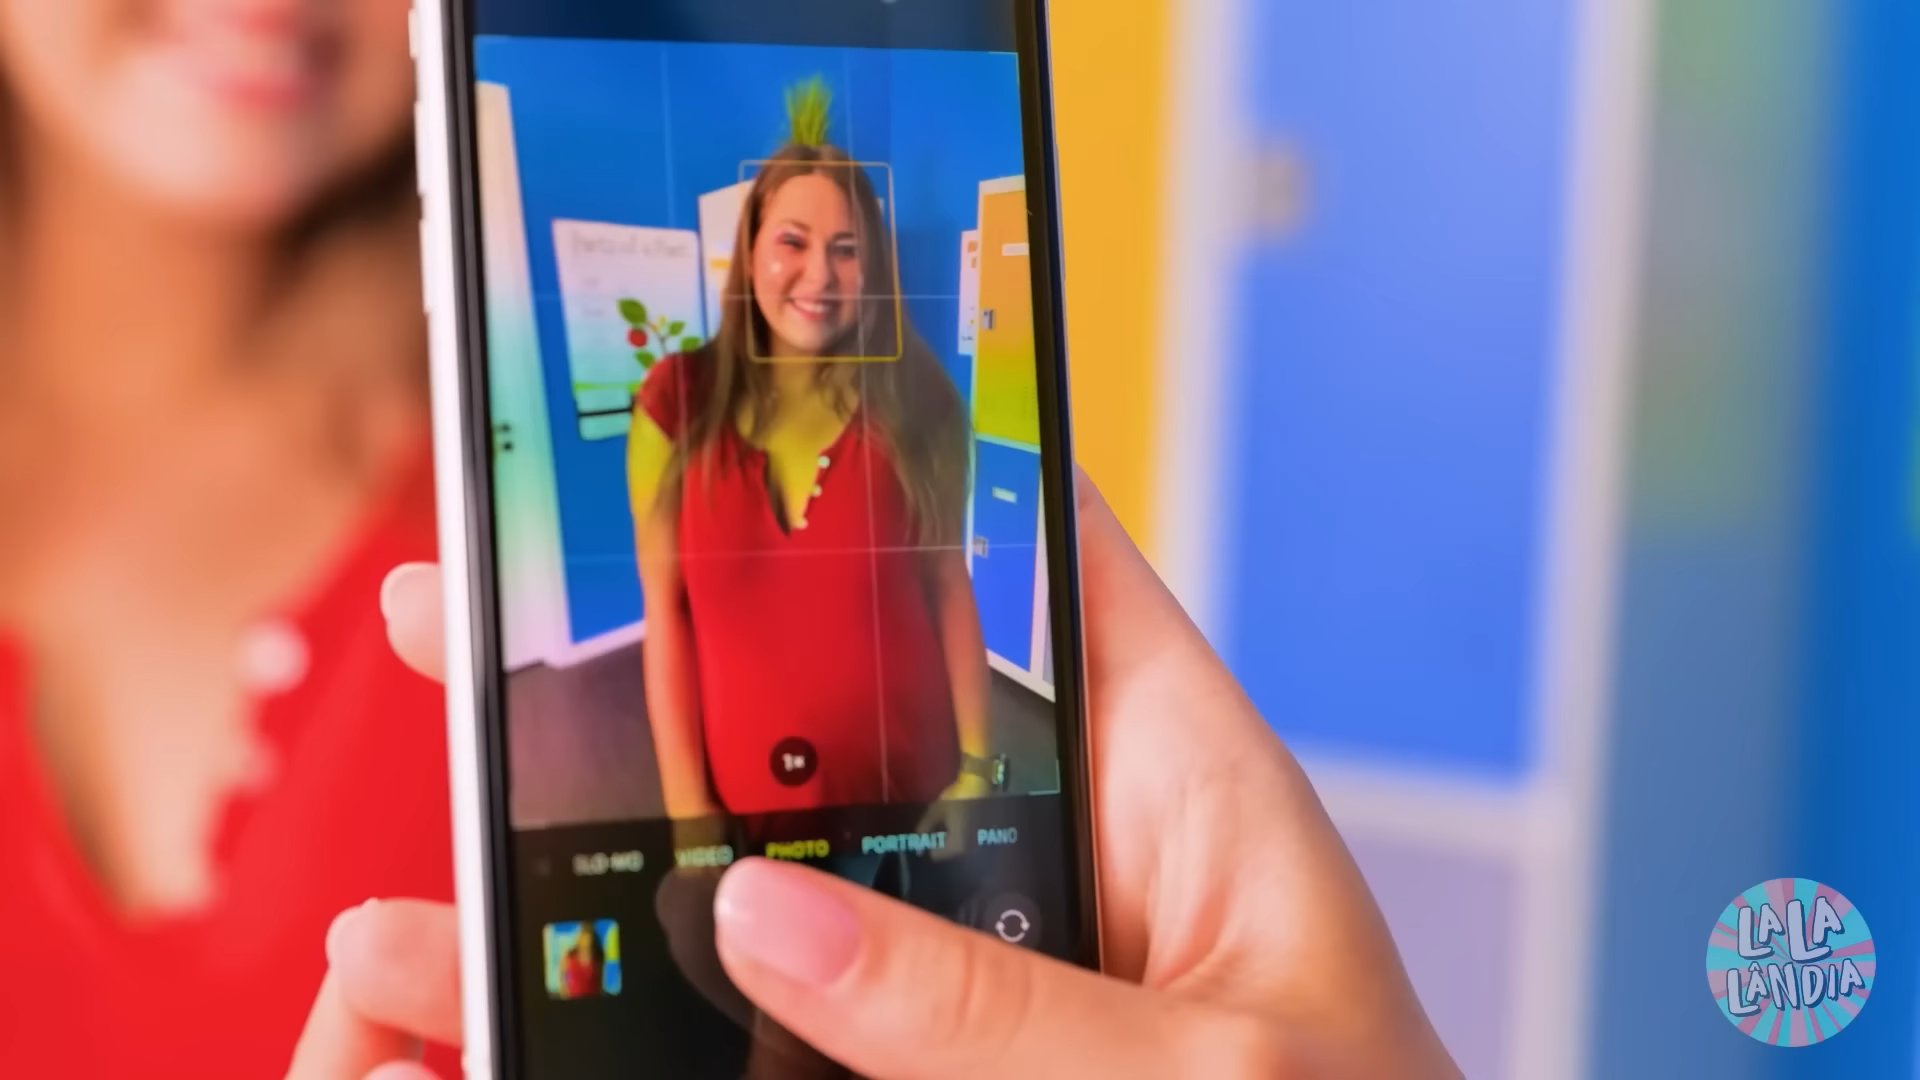 1x
SLO-MO
VIDEO
PHOTO
PORTRAIT
PANO
LA LA
LÂNDIA